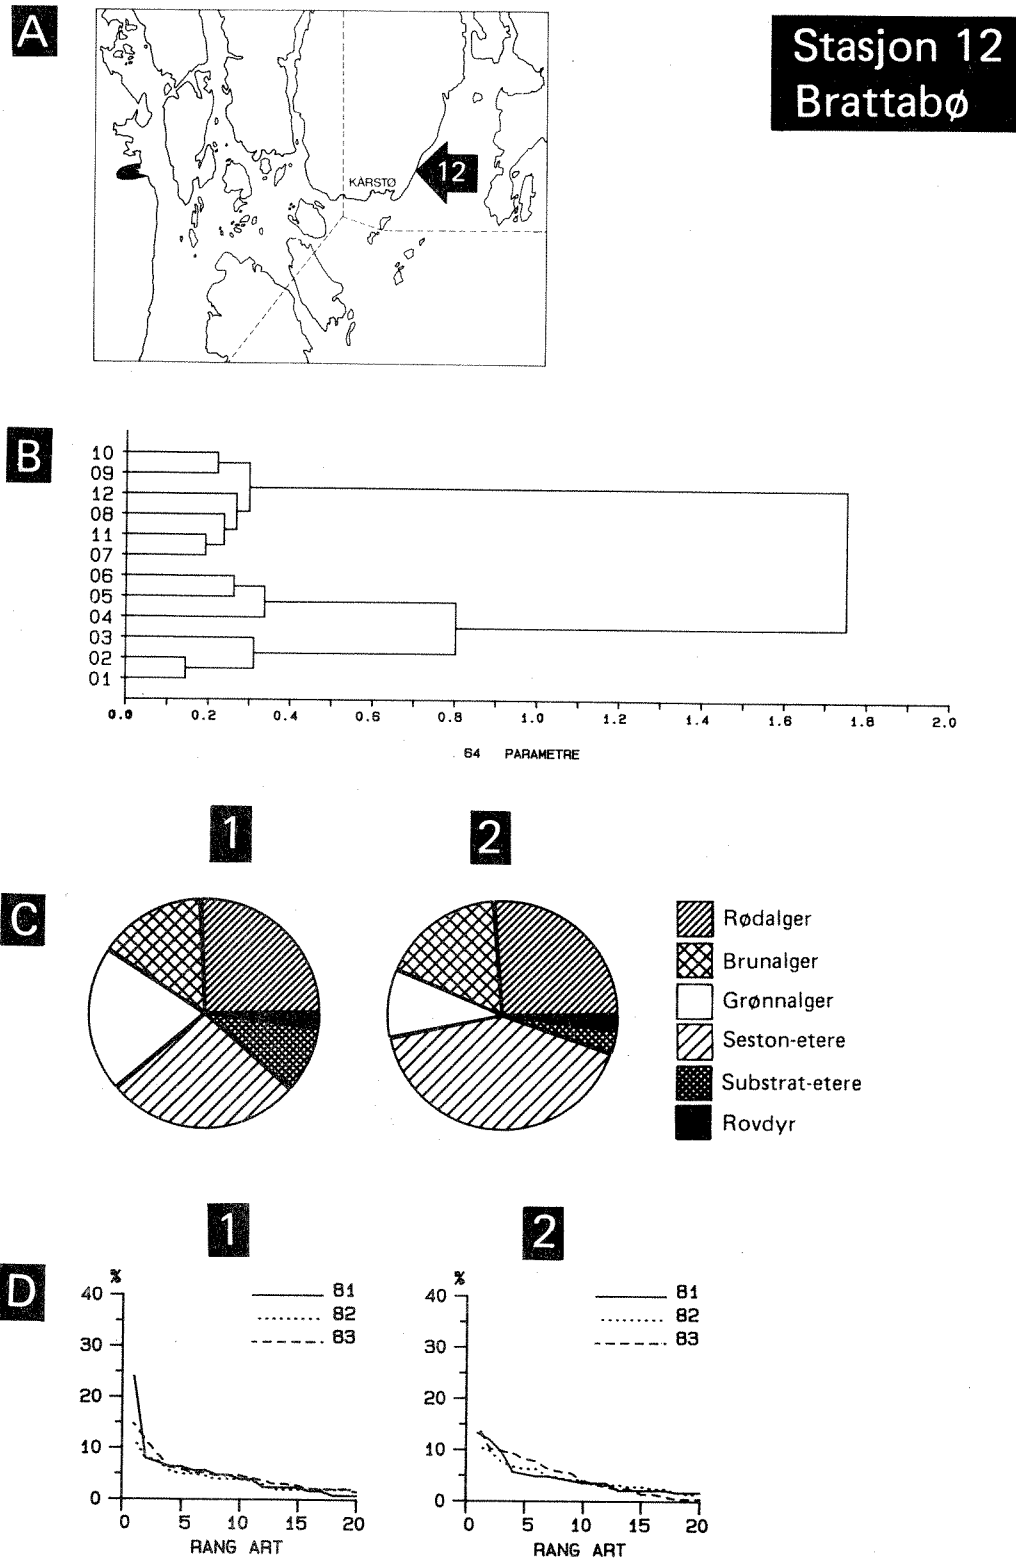 A
Stasjon 12
Brattabø
KÅRSTØ
12
B
10
09
12
08
11
07
06
05
04
03
02
01
0.0 0.2 0.4 0.6 0.8 1.0 1.2 1.4 1.6 1.8 2.0
64 PARAMETRE
1 2
C
Rødalger
Brunalger
Grønnalger
Seston-etere
Substrat-etere
Rovdyr
1 2
D
% %
81 81
40 40
82 82
83 83
30 30
20 20
10 10
0 0
0 5 10 15 20 0 5 10 15 20
RANG ART RANG ART